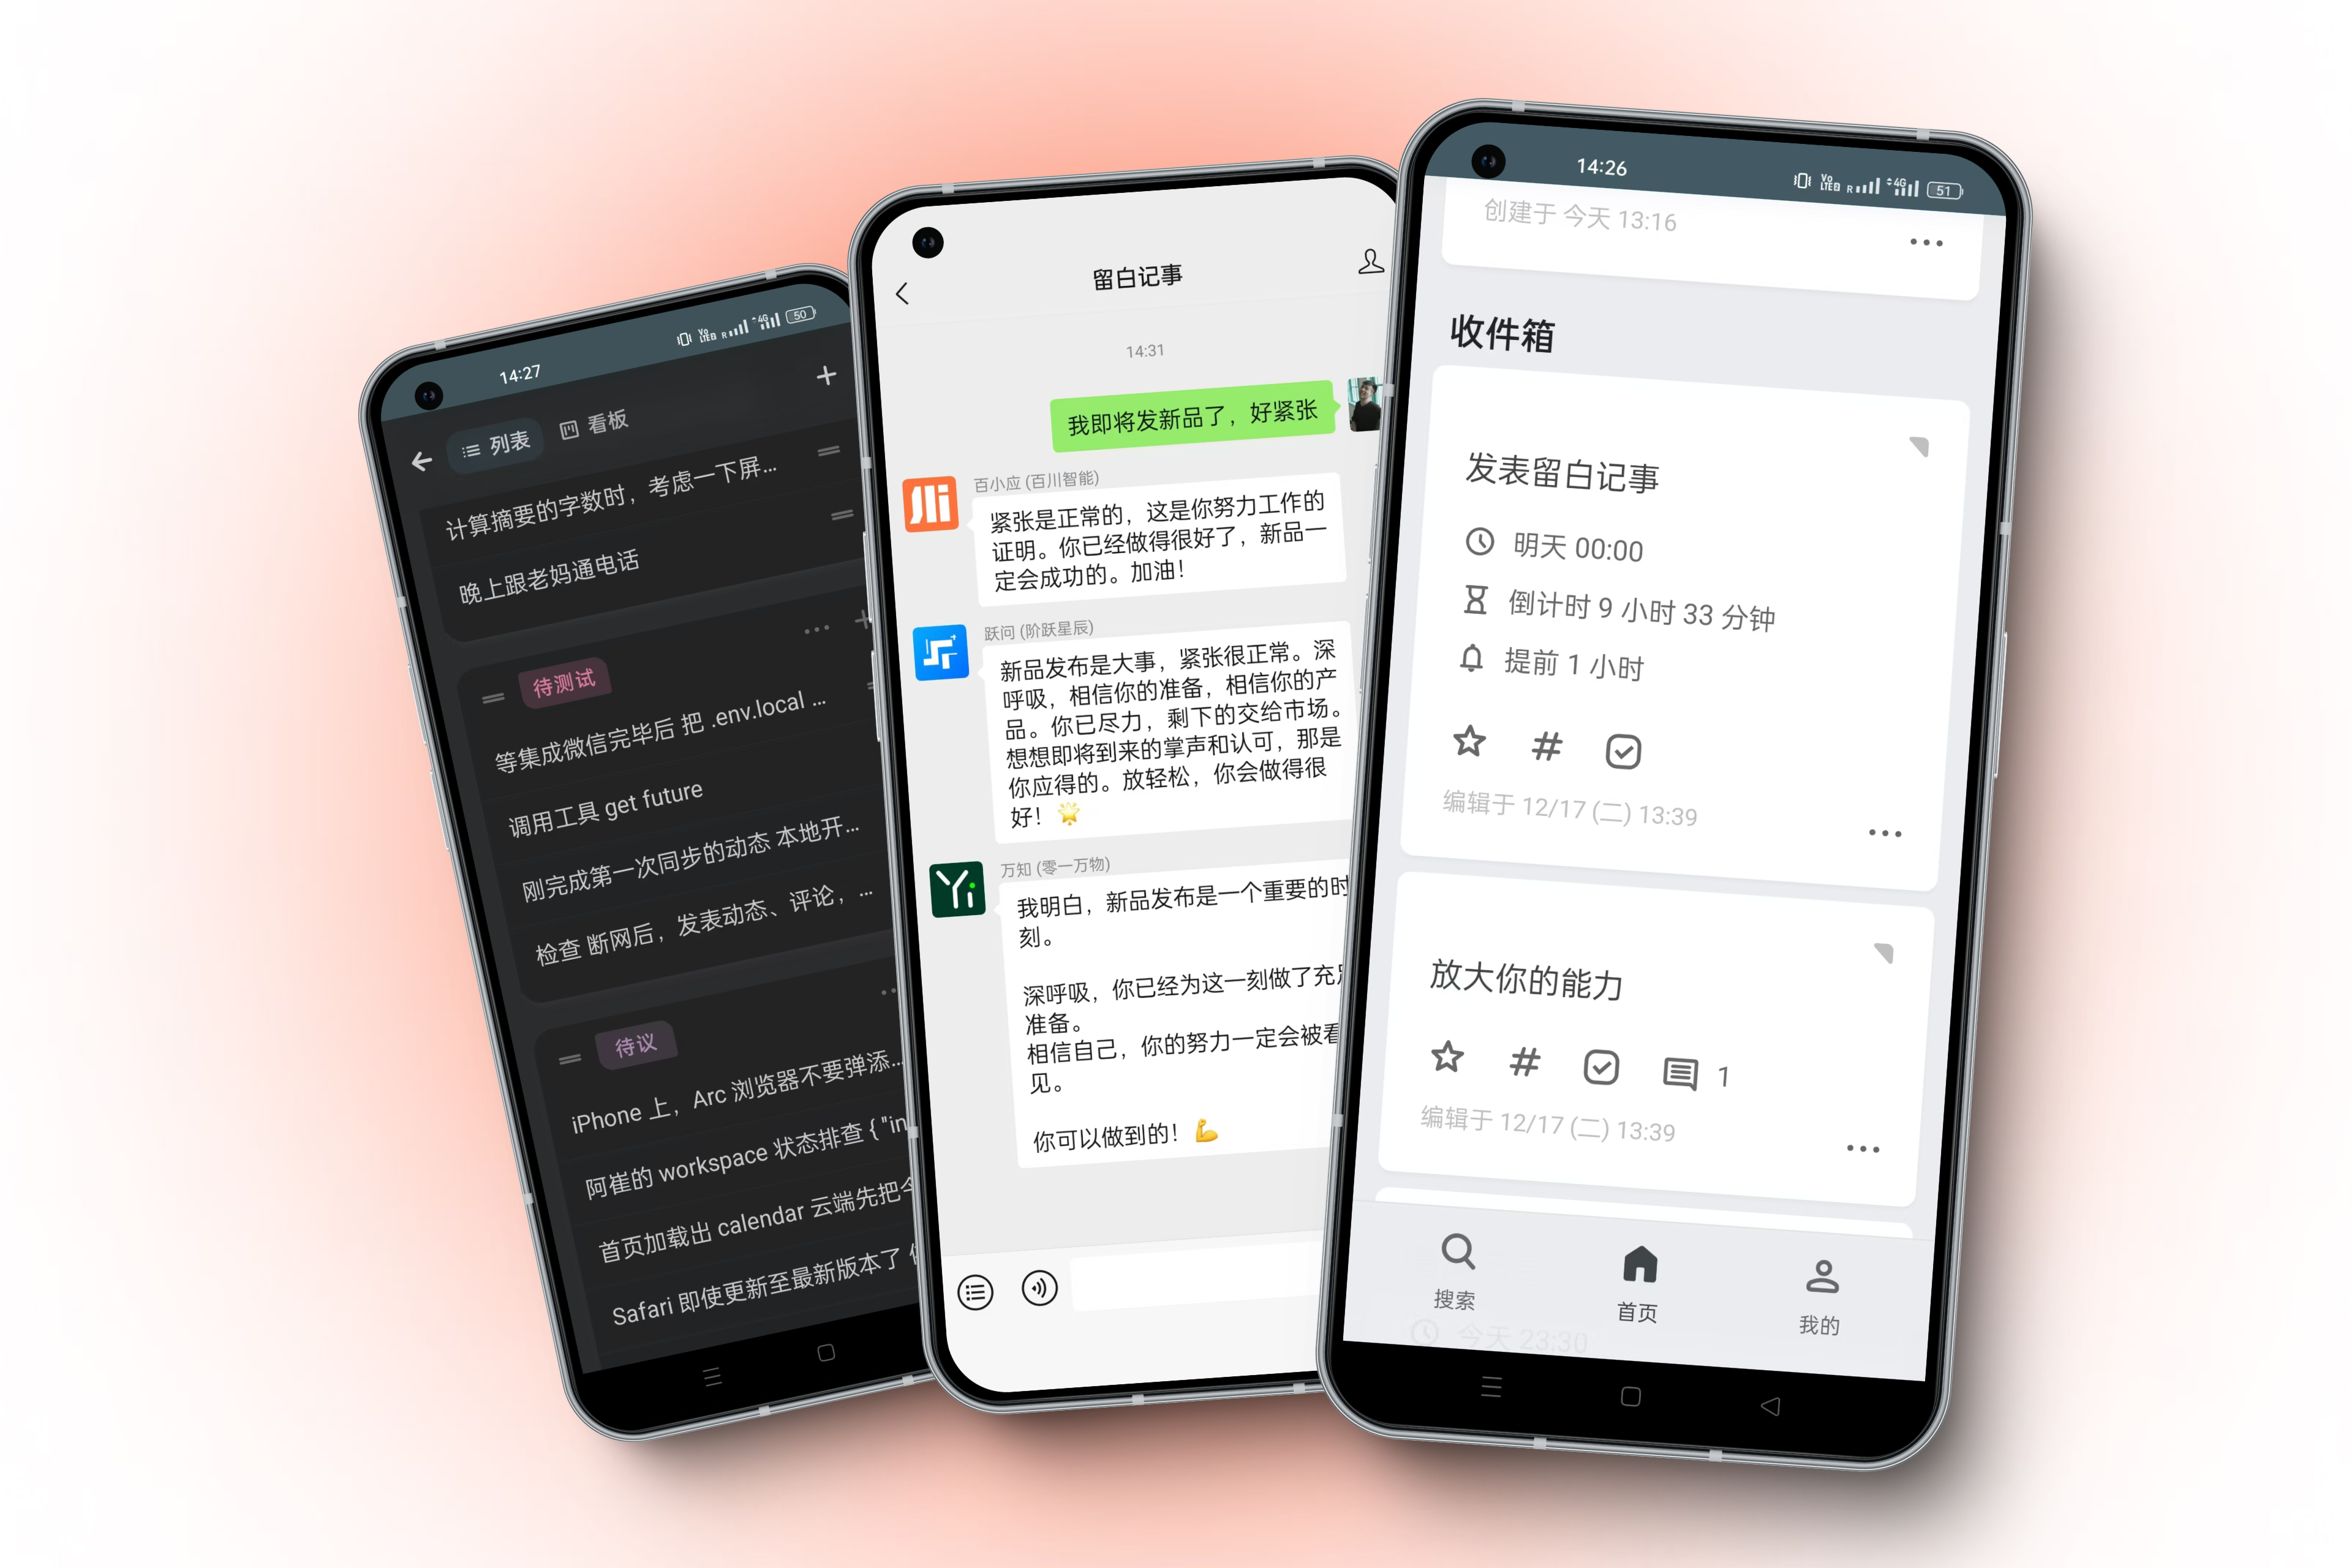 14:27
50
列表
看板
计算摘要的字数时，考虑一下屏...
晚上跟老妈通电话
待测试
等集成微信完毕后 把 .env.local ...
调用工具 get future
刚完成第一次同步的动态 本地开...
检查 断网后，发表动态、评论，...
待议
iPhone 上，Arc 浏览器不要弹添...
阿崔的 workspace 状态排查 { "in
首页加载出 calendar 云端先把
Safari 即使更新至最新版本了
留白记事
14:31
我即将发新品了，好紧张
百小应 (百川智能)
紧张是正常的，这是你努力工作的
证明。你已经做得很好了，新品一
定会成功的。加油！
跃问 (阶跃星辰)
新品发布是大事，紧张很正常。深
呼吸，相信你的准备，相信你的产
品。你已尽力，剩下的交给市场。
想想即将到来的掌声和认可，那是
你应得的。放轻松，你会做得很
好！🌟
Yi
万知 (零一万物)
我明白，新品发布是一个重要的时
刻。
深呼吸，你已经为这一刻做了充
准备。
相信自己，你的努力一定会被看
见。
你可以做到的！💪
14:26
Vo LTE 2 R 4G 51
创建于 今天 13:16
收件箱
发表留白记事
明天 00:00
倒计时 9 小时 33 分钟
提前 1 小时
编辑于 12/17 (二) 13:39
放大你的能力
1
编辑于 12/17 (二) 13:39
搜索
首页
我的
今天 23:30